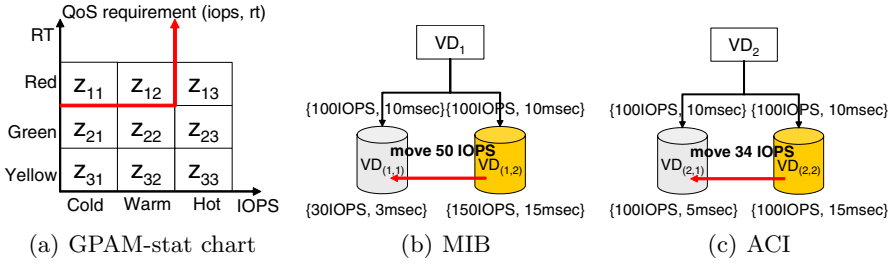 QoS requirement (iops, rt)
RT
Red
Z11 Z12 Z13
Green
Z21 Z22 Z23
Yellow
Z31 Z32 Z33
Cold Warm Hot IOPS
(a) GPAM-stat chart
VD1
{100IOPS, 10msec} {100IOPS, 10msec}
move 50 IOPS
VD(1,1) VD(1,2)
{30IOPS, 3msec} {150IOPS, 15msec}
(b) MIB
VD2
{100IOPS, 10msec} {100IOPS, 10msec}
move 34 IOPS
VD(2,1) VD(2,2)
{100IOPS, 5msec} {100IOPS, 15msec}
(c) ACI